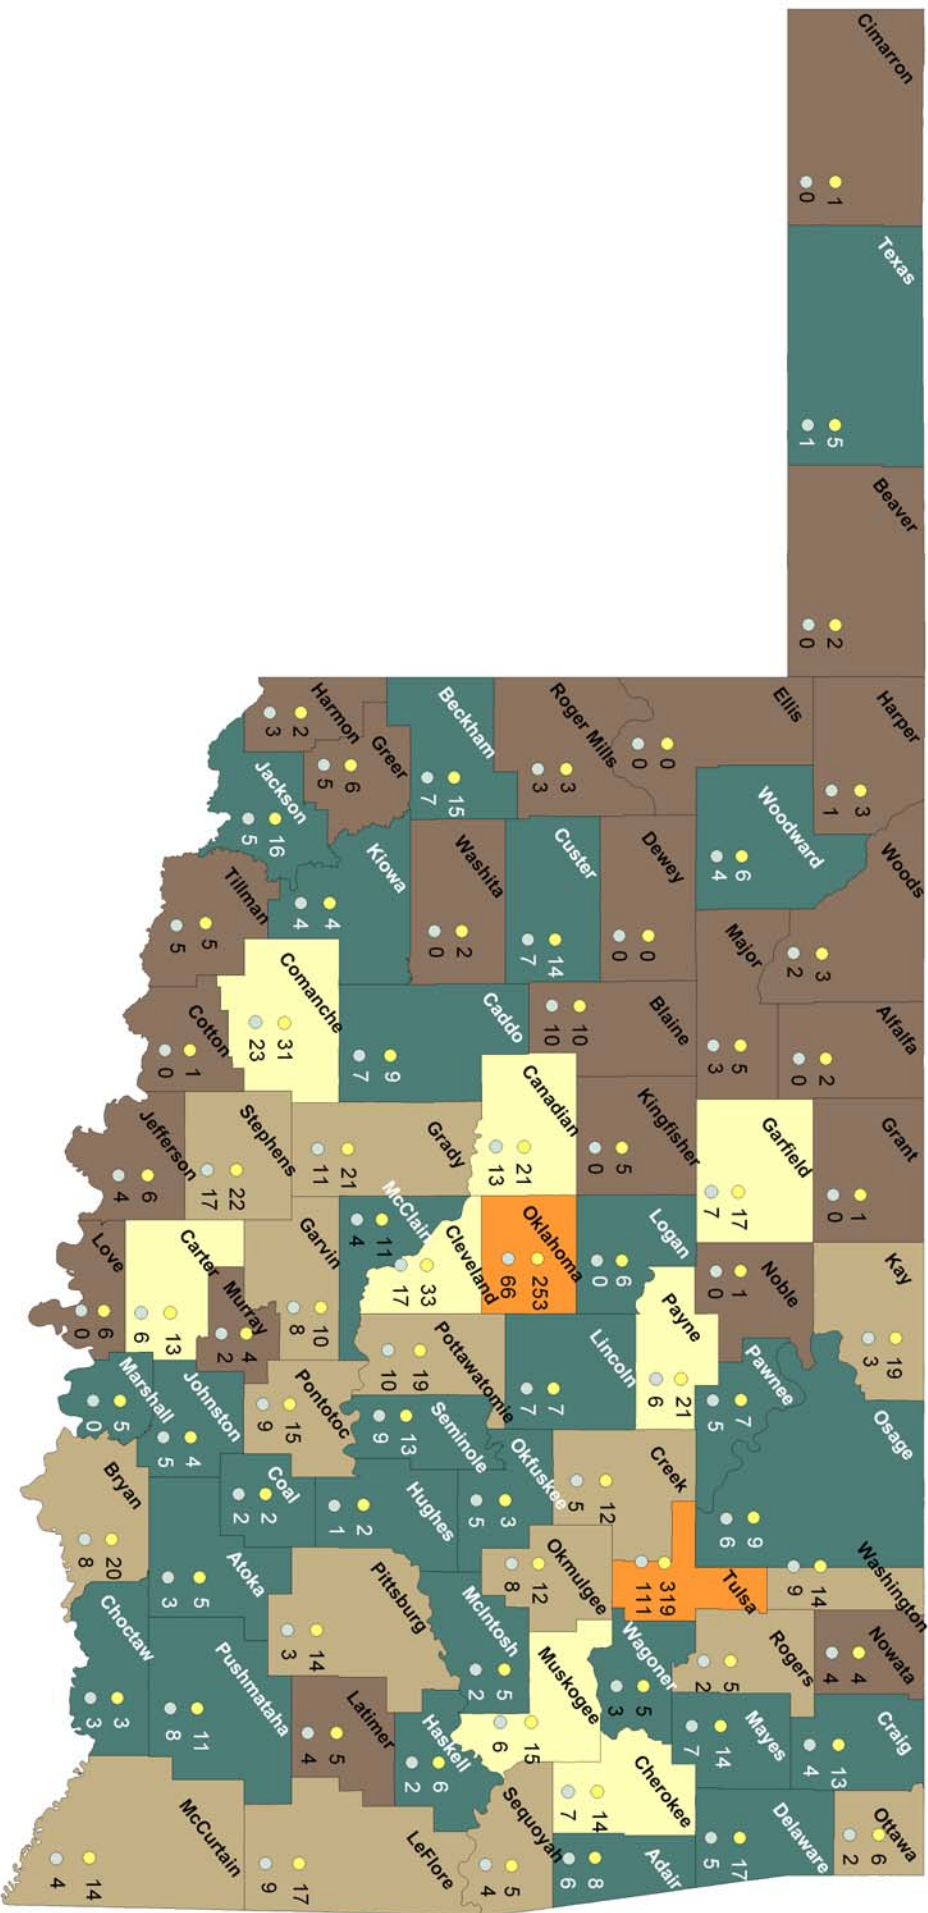 Cimarron
1
0
Texas
5
1
Beaver
2
0
Harper
3
1
Ellis
0
0
Woods
3
2
Woodward
6
4
Roger Mills
3
3
Beckham
15
7
Harmon
2
3
Greer
6
5
Jackson
16
5
Kiowa
4
4
Washita
2
0
Custer
14
7
Dewey
0
0
Major
5
3
Alfalfa
2
0
Tillman
5
5
Comanche
31
23
Cotton
1
0
Caddo
9
7
Blaine
10
10
Kingfisher
5
0
Canadian
21
13
Garfield
17
7
Grant
1
0
Grady
21
11
Stephens
22
17
Jefferson
6
4
Kay
19
3
Noble
1
0
Logan
6
0
Oklahoma
253
66
Cleveland
33
17
McClain
11
4
Garvin
10
8
Carter
13
6
Murray
4
2
Love
6
0
Payne
21
6
Pawnee
7
5
Osage
9
6
Lincoln
7
7
Pottawatomie
19
10
Seminole
13
9
Pontotoc
15
9
Johnston
4
5
Marshall
5
0
Bryan
20
8
Coal
2
2
Hughes
2
1
Okfuskee
3
5
Creek
12
5
Tulsa
319
111
Washington
14
9
Nowata
4
4
Rogers
5
2
Okmulgee
12
8
Wagoner
5
3
Muskogee
15
6
McIntosh
5
2
Pittsburg
14
3
Atoka
5
3
Choctaw
3
3
Pushmataha
11
8
Latimer
5
4
Haskell
6
2
Craig
13
4
Mayes
14
7
Cherokee
14
7
Ottawa
6
2
Delaware
17
5
Adair
8
6
Sequoyah
5
4
LeFlore
17
9
McCurtain
14
4